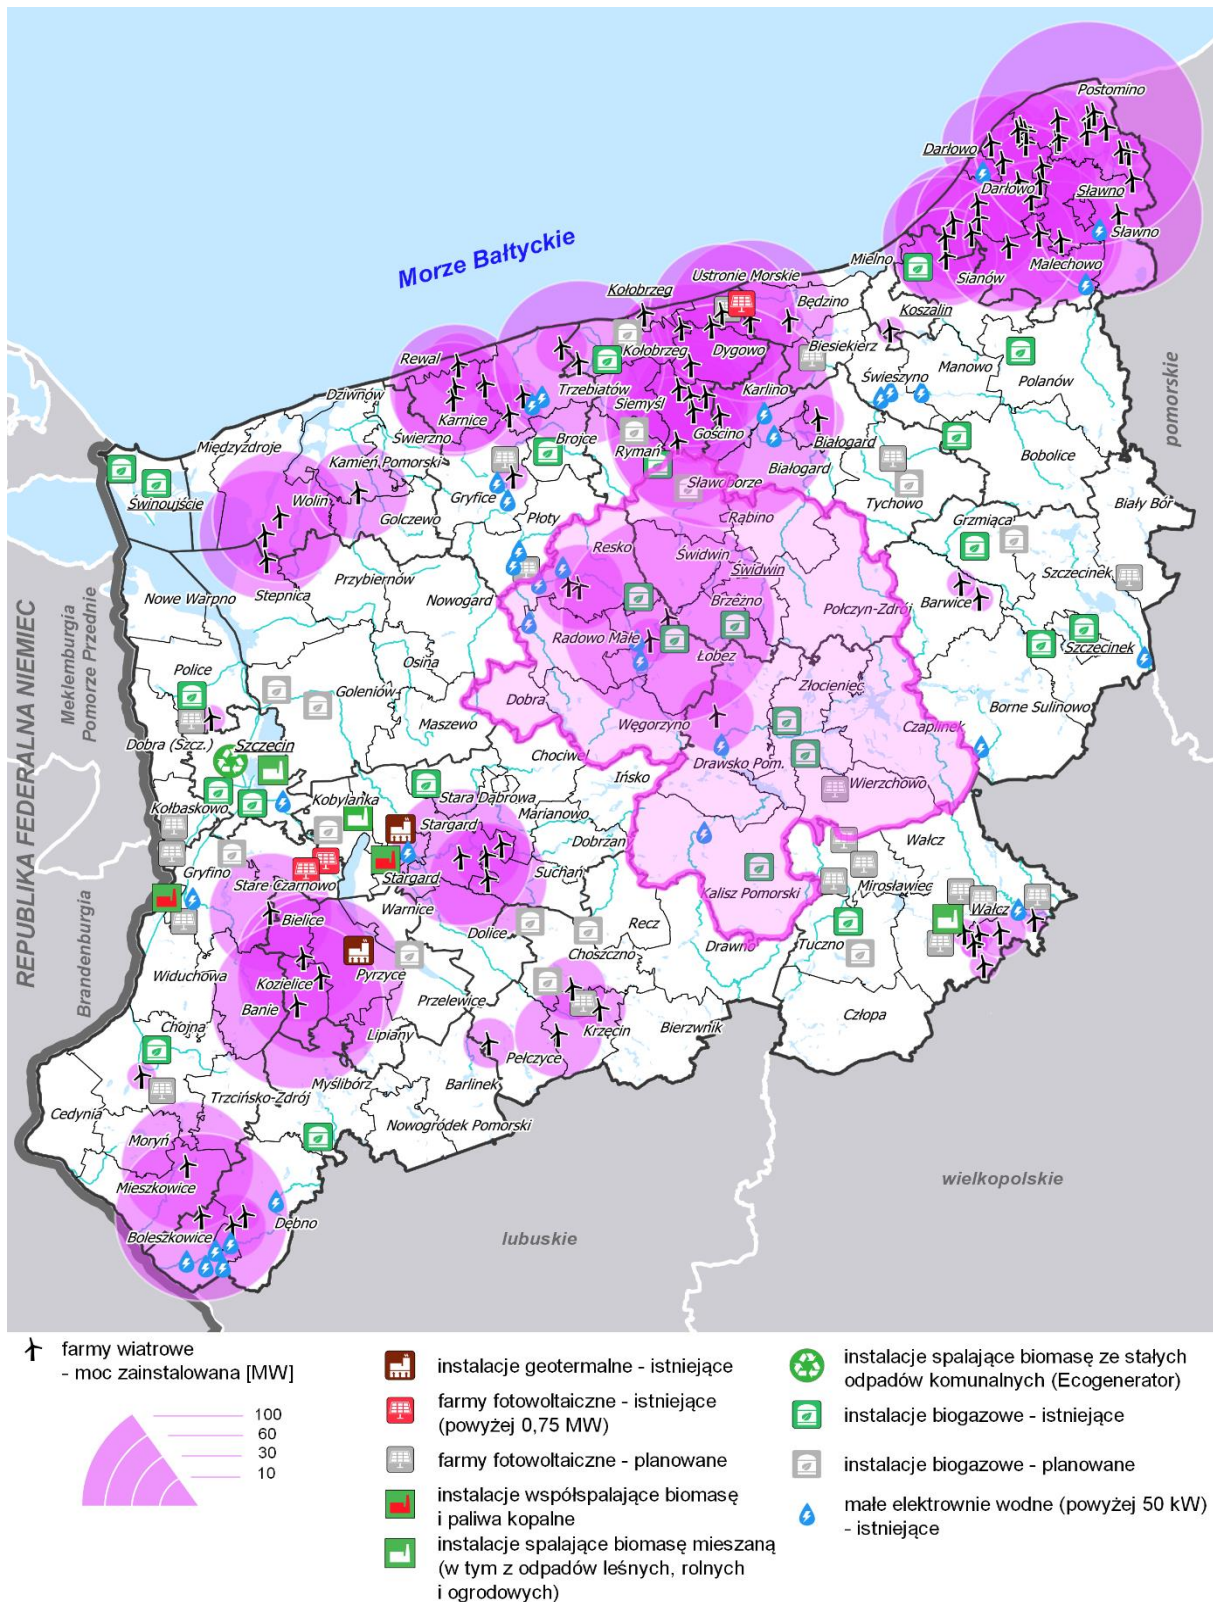 Postomino
Darłowo
Darłowo
Sławno
Sławno
Morze Bałtyckie
Mielno
Malechowo
Sianów
Ustronie Morskie
Kołobrzeg
Będzino
Koszalin
Kołobrzeg
Dygowo
Biesiekierz
Manowo
Rewal
Trzebiatów
Świeszyno
Polanów
pomorskie
Dziwnów
Siemyśl
Karlino
Karnice
Gościno
Świerzno
Międzyzdroje
Brojce
Rymań
Białogard
Białogard
Bobolice
Kamień Pomorski
Sławoborze
Świnoujście
Wolin
Gryfice
Tychowo
Biały Bór
Golczewo
Płoty
Rąbino
Grzmiąca
Resko
Świdwin
Świdwin
Szczecinek
Przybiernów
Stepnica
Nowe Warpno
Nowogard
Brzeżno
Połczyn-Zdrój
Barwice
Radowo Małe
Łobez
Szczecinek
Osina
Police
Goleniów
Dobra
Złocieniec
Borne Sulinowo
Węgorzyno
Czaplinek
Maszewo
Dobra (Szcz.)
Szczecin
Chociwel
Drawsko Pom.
Ińsko
Wierzchowo
Kołbaskowo
Kobylanka
Stara Dąbrowa
Marianowo
Stargard
Dobrzan
Wałcz
Gryfino
Stargard
Suchań
Mirosławiec
Stare Czarnowo
Kalisz Pomorski
Warnice
Wałcz
Bielice
Recz
Dolice
Drawno
Tuczno
Choszczno
Widuchowa
Kozielice
Pyrzyce
Banie
Przelewice
Człopa
Chojna
Lipiany
Krzęcin
Bierzwnik
Pełczyce
Barlinek
Myślibórz
Trzcińsko-Zdrój
Cedynia
Nowogródek Pomorski
Moryń
Mieszkowice
Boleszkowice
Dębno
wielkopolskie
lubuskie
REPUBLIKA FEDERALNA NIEMIEC
Meklemburgia
Pomorze Przednie
Brandenburgia
farmy wiatrowe
- moc zainstalowana [MW]
100
60
30
10
instalacje geotermalne - istniejące
farmy fotowoltaiczne - istniejące
(powyżej 0,75 MW)
farmy fotowoltaiczne - planowane
instalacje współspalające biomasę
i paliwa kopalne
instalacje spalające biomasę mieszaną
(w tym z odpadów leśnych, rolnych
i ogrodowych)
instalacje spalające biomasę ze stałych
odpadów komunalnych (Ecogenerator)
instalacje biogazowe - istniejące
instalacje biogazowe - planowane
małe elektrownie wodne (powyżej 50 kW)
- istniejące